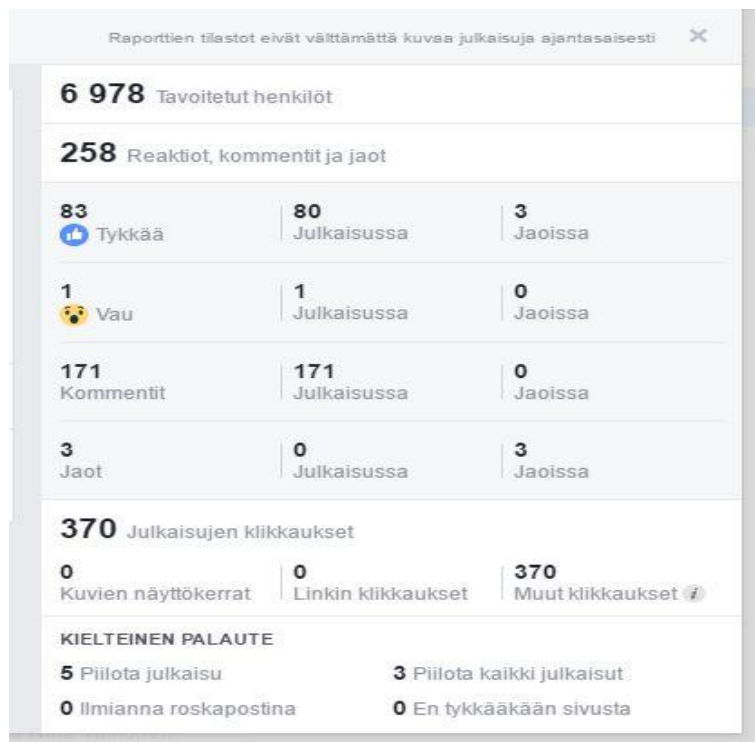 Raporttien tilastot eivät välttämättä kuvaa julkaisuja ajantasaisesti
6 978 Tavoitetut henkilöt
258 Reaktiot, kommentit ja jaot
83 80 3
Tykkää Julkaisussa Jaoissa
1 1 0
Vau Julkaisussa Jaoissa
171 171 0
Kommentit Julkaisussa Jaoissa
3 0 3
Jaot Julkaisussa Jaoissa
370 Julkaisujen klikkaukset
0 0 370
Kuvien näyttökerrat Linkin klikkaukset Muut klikkaukset i
KIELTEINEN PALAUTE
5 Piilota julkaisu 3 Piilota kaikki julkaisut
0 Ilmianna roskapostina 0 En tykkääkään sivusta